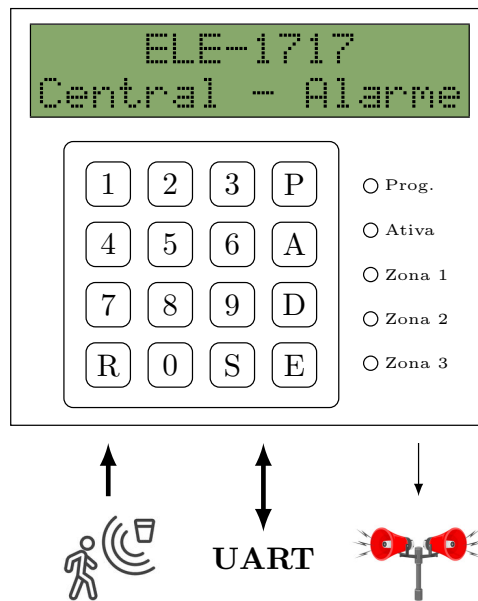 ELE-1717
Central - Alarme
1 2 3 P
4 5 6 A
7 8 9 D
R 0 S E
Prog.
Ativa
Zona 1
Zona 2
Zona 3
UART